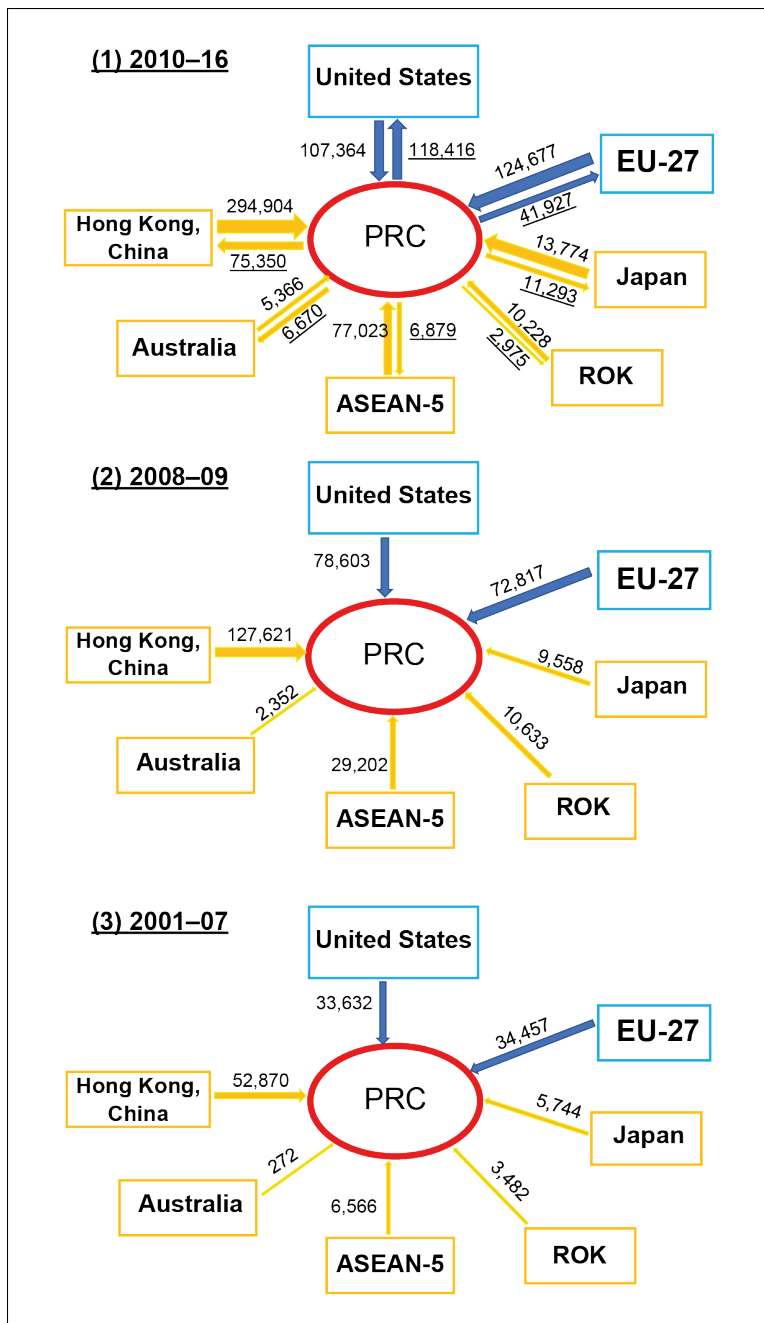 (1) 2010–16
United States
107,364
118,416
124,677
EU-27
41,927
Hong Kong,
China
294,904
75,350
PRC
13,774
Japan
11,293
5,366
6,670
Australia
77,023
6,879
10,228
2,975
ROK
ASEAN-5
(2) 2008–09
United States
78,603
72,817
EU-27
Hong Kong,
China
127,621
PRC
9,558
Japan
2,352
Australia
29,202
10,633
ROK
ASEAN-5
(3) 2001–07
United States
33,632
34,457
EU-27
Hong Kong,
China
52,870
PRC
5,744
Japan
272
Australia
6,566
3,482
ROK
ASEAN-5